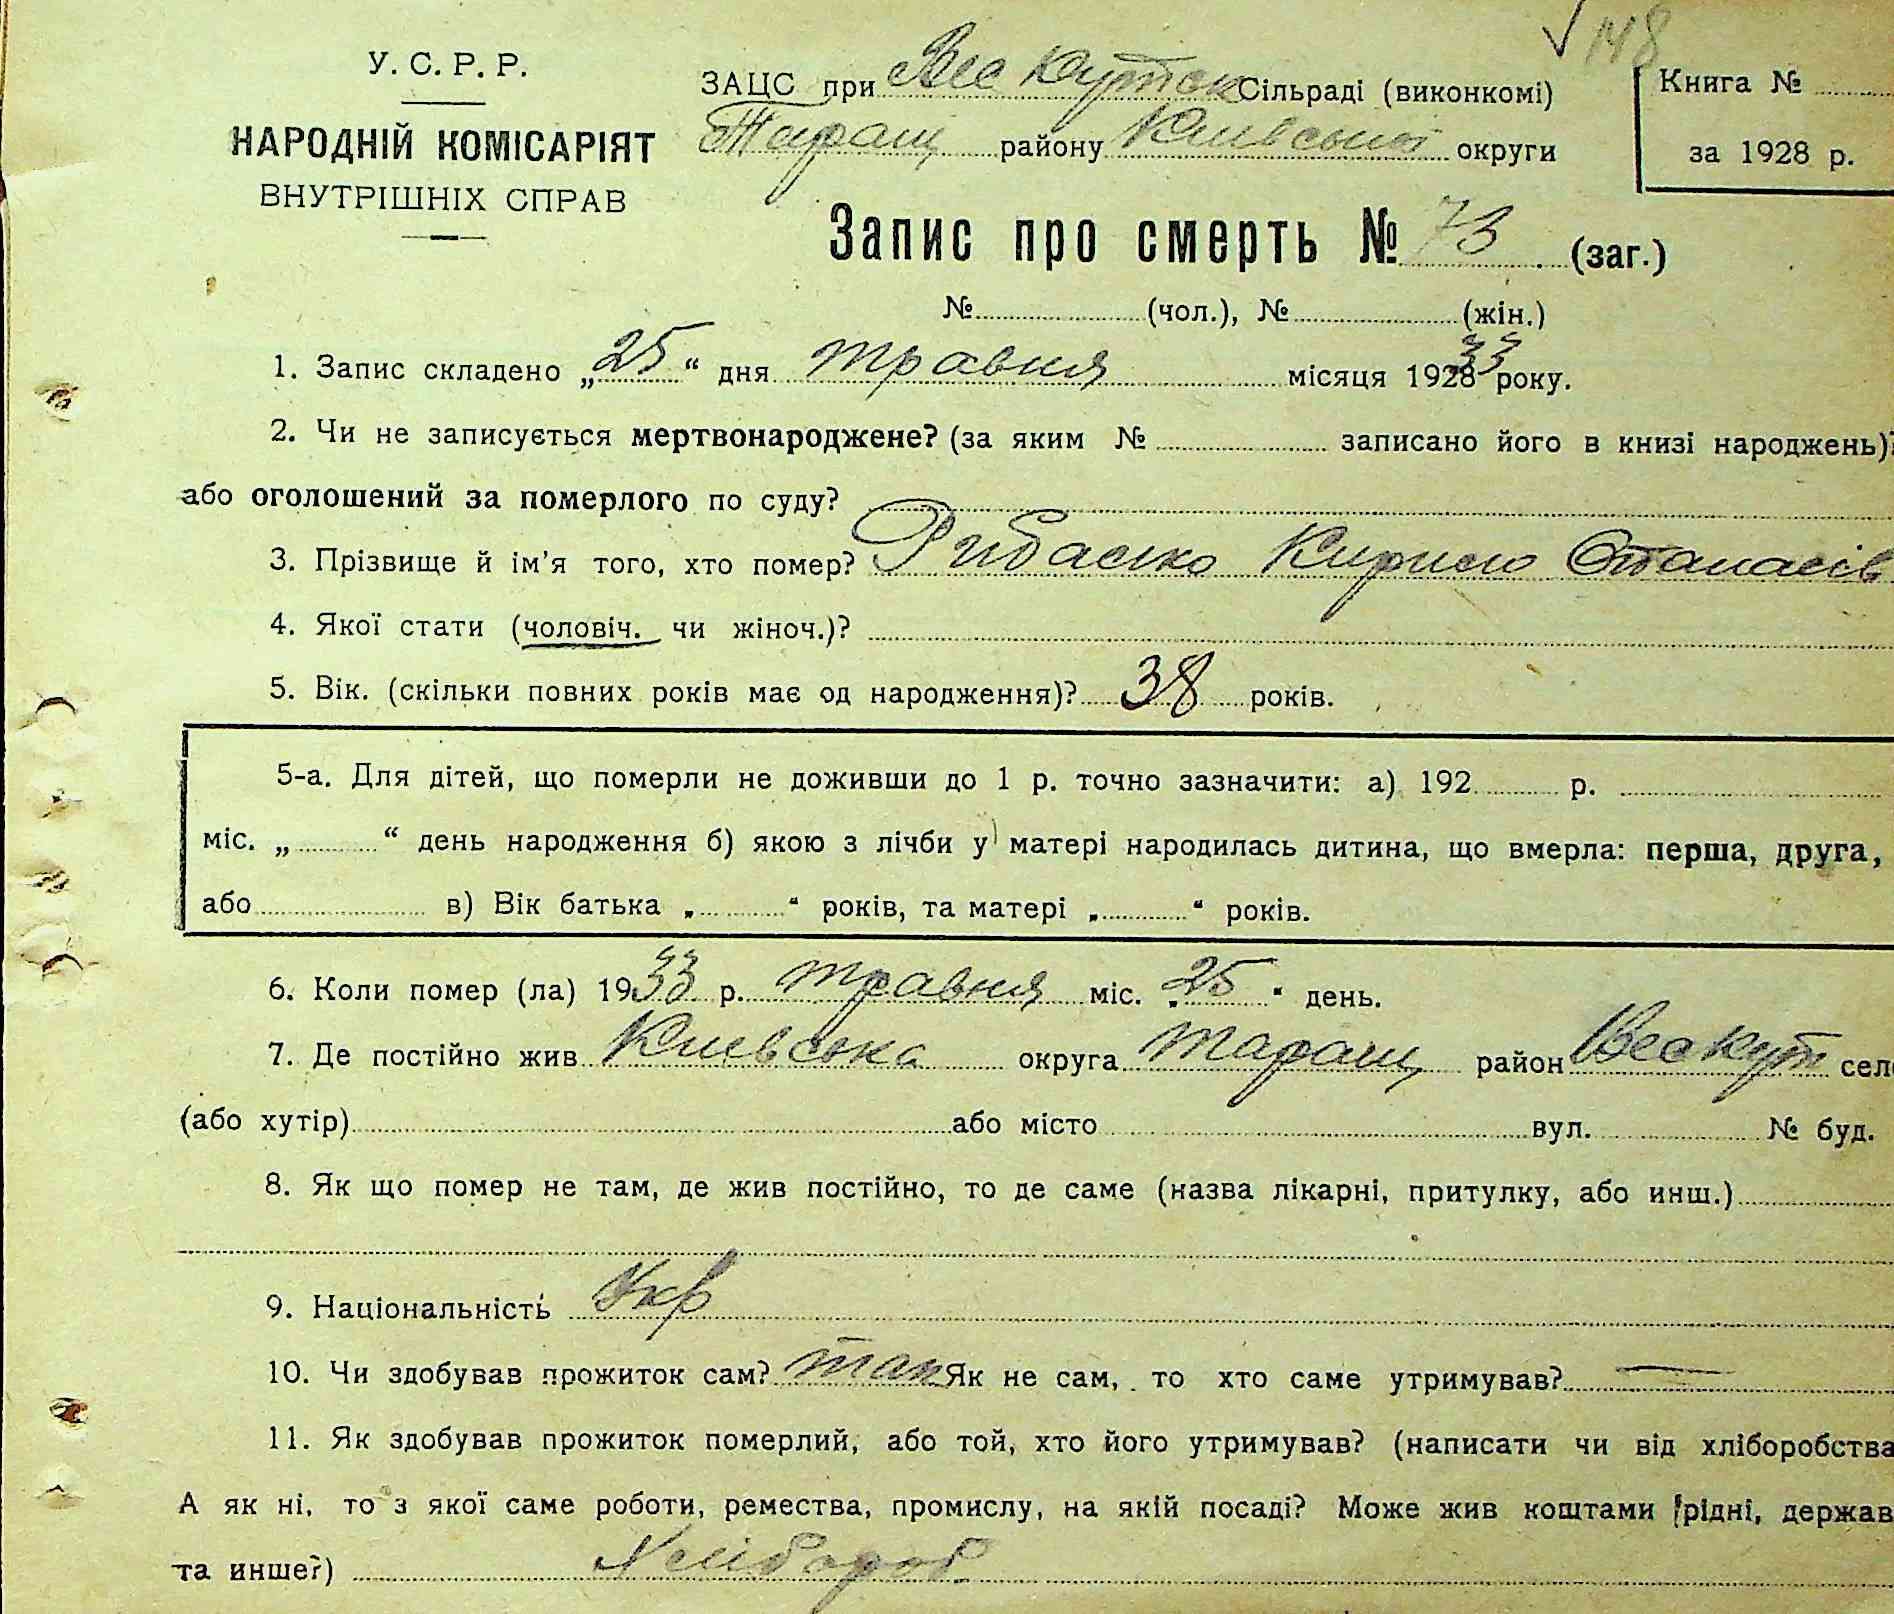 148
У. С. Р. Р.
НАРОДНІЙ КОМІСАРІЯТ
ВНУТРІШНІХ СПРАВ
ЗАЦС при Вес Кутск Сільраді (виконкомі)
Таращ району Київської округи
Книга №
за 1928 р.
Запис про смерть № 73 (заг.)
№ (чол.), № (жін.)
1. Запис складено „25“ дня травня місяця 1928 33 року.
2. Чи не записується мертвонароджене? (за яким № записано його в книзі народжень)?
або оголошений за померлого по суду?
3. Прізвище й ім’я того, хто помер? Рибалко Кирило
4. Якої стати (чоловіч. чи жіноч.)?
5. Вік. (скільки повних років має од народження)? 38 років.
5-а. Для дітей, що померли не доживши до 1 р. точно зазначити: а) 192 р.
міс. „ “ день народження б) якою з лічби у матері народилась дитина, що вмерла: перша, друга,
або в) Вік батька „ “ років, та матері „ “ років.
6. Коли помер (ла) 1933 р. травня міс. „25“ день.
7. Де постійно жив Київська округа Таращ район Вес Кут село
(або хутір) або місто вул. № буд.
8. Як що помер не там, де жив постійно, то де саме (назва лікарні, притулку, або инш.)
9. Національність Укр
10. Чи здобував прожиток сам? так Як не сам, то хто саме утримував? —
11. Як здобував прожиток померлий, або той, хто його утримував? (написати чи від хліборобства
А як ні, то з якої саме роботи, ремества, промислу, на якій посаді? Може жив коштами (рідні, держав
та инше?) Хлібороб